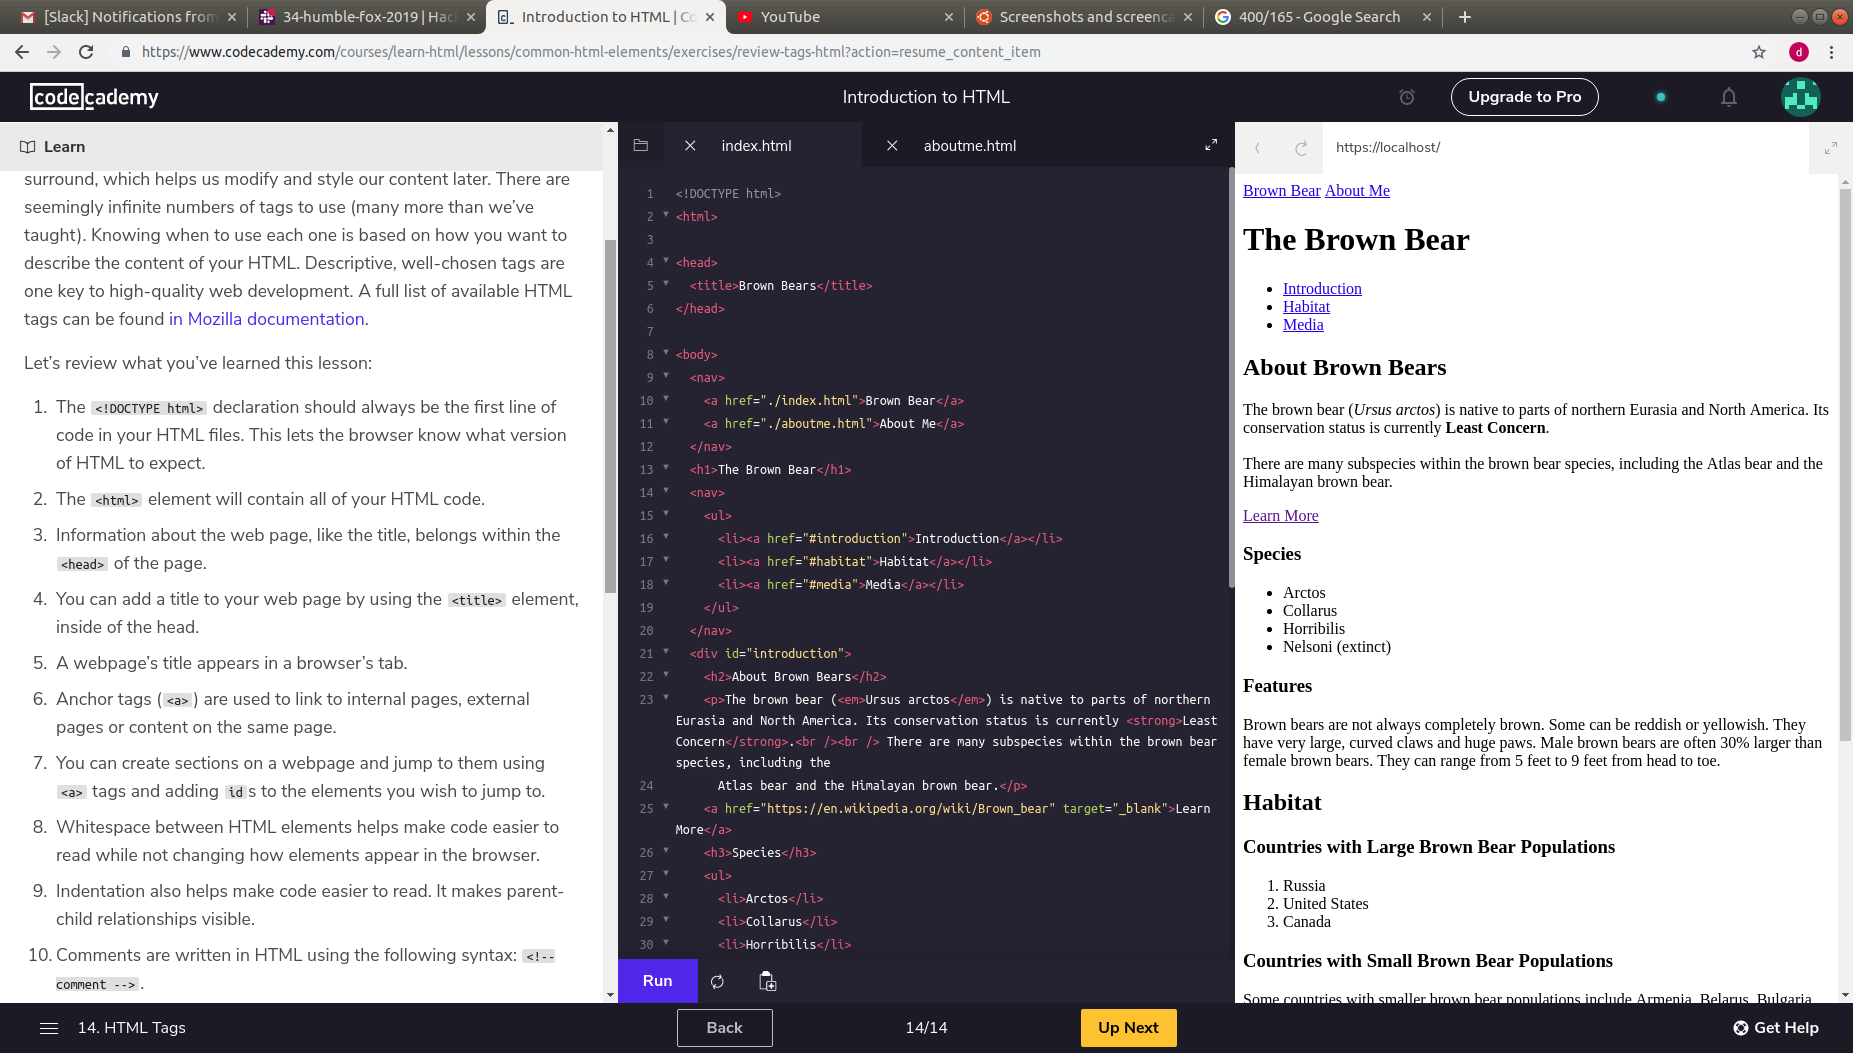 [Slack] Notifications from
34-humble-fox-2019 | Hac
Introduction to HTML | Co
YouTube
Screenshots and screenca
400/165 - Google Search
https://www.codecademy.com/courses/learn-html/lessons/common-html-elements/exercises/review-tags-html?action=resume_content_item
d
codecademy
Introduction to HTML
Upgrade to Pro
Learn
surround, which helps us modify and style our content later. There are
seemingly infinite numbers of tags to use (many more than we've
taught). Knowing when to use each one is based on how you want to
describe the content of your HTML. Descriptive, well-chosen tags are
one key to high-quality web development. A full list of available HTML
tags can be found in Mozilla documentation.
Let's review what you've learned this lesson:
1. The <!DOCTYPE html> declaration should always be the first line of
code in your HTML files. This lets the browser know what version
of HTML to expect.
2. The <html> element will contain all of your HTML code.
3. Information about the web page, like the title, belongs within the
<head> of the page.
4. You can add a title to your web page by using the <title> element,
inside of the head.
5. A webpage's title appears in a browser's tab.
6. Anchor tags (<a>) are used to link to internal pages, external
pages or content on the same page.
7. You can create sections on a webpage and jump to them using
<a> tags and adding ids to the elements you wish to jump to.
8. Whitespace between HTML elements helps make code easier to
read while not changing how elements appear in the browser.
9. Indentation also helps make code easier to read. It makes parent-
child relationships visible.
10. Comments are written in HTML using the following syntax: <!--
comment -->.
index.html
aboutme.html
1 <!DOCTYPE html>
2 <html>
3
4 <head>
5 <title>Brown Bears</title>
6 </head>
7
8 <body>
9 <nav>
10 <a href="./index.html">Brown Bear</a>
11 <a href="./aboutme.html">About Me</a>
12 </nav>
13 <h1>The Brown Bear</h1>
14 <nav>
15 <ul>
16 <li><a href="#introduction">Introduction</a></li>
17 <li><a href="#habitat">Habitat</a></li>
18 <li><a href="#media">Media</a></li>
19 </ul>
20 </nav>
21 <div id="introduction">
22 <h2>About Brown Bears</h2>
23 <p>The brown bear (<em>Ursus arctos</em>) is native to parts of northern
Eurasia and North America. Its conservation status is currently <strong>Least
Concern</strong>.<br /><br /> There are many subspecies within the brown bear
species, including the
24 Atlas bear and the Himalayan brown bear.</p>
25 <a href="https://en.wikipedia.org/wiki/Brown_bear" target="_blank">Learn
More</a>
26 <h3>Species</h3>
27 <ul>
28 <li>Arctos</li>
29 <li>Collarus</li>
30 <li>Horribilis</li>
Run
https://localhost/
Brown Bear About Me
The Brown Bear
• Introduction
• Habitat
• Media
About Brown Bears
The brown bear (Ursus arctos) is native to parts of northern Eurasia and North America. Its
conservation status is currently Least Concern.
There are many subspecies within the brown bear species, including the Atlas bear and the
Himalayan brown bear.
Learn More
Species
• Arctos
• Collarus
• Horribilis
• Nelsoni (extinct)
Features
Brown bears are not always completely brown. Some can be reddish or yellowish. They
have very large, curved claws and huge paws. Male brown bears are often 30% larger than
female brown bears. They can range from 5 feet to 9 feet from head to toe.
Habitat
Countries with Large Brown Bear Populations
1. Russia
2. United States
3. Canada
Countries with Small Brown Bear Populations
Some countries with smaller brown bear populations include Armenia, Belarus, Bulgaria,
14. HTML Tags
Back
14/14
Up Next
Get Help